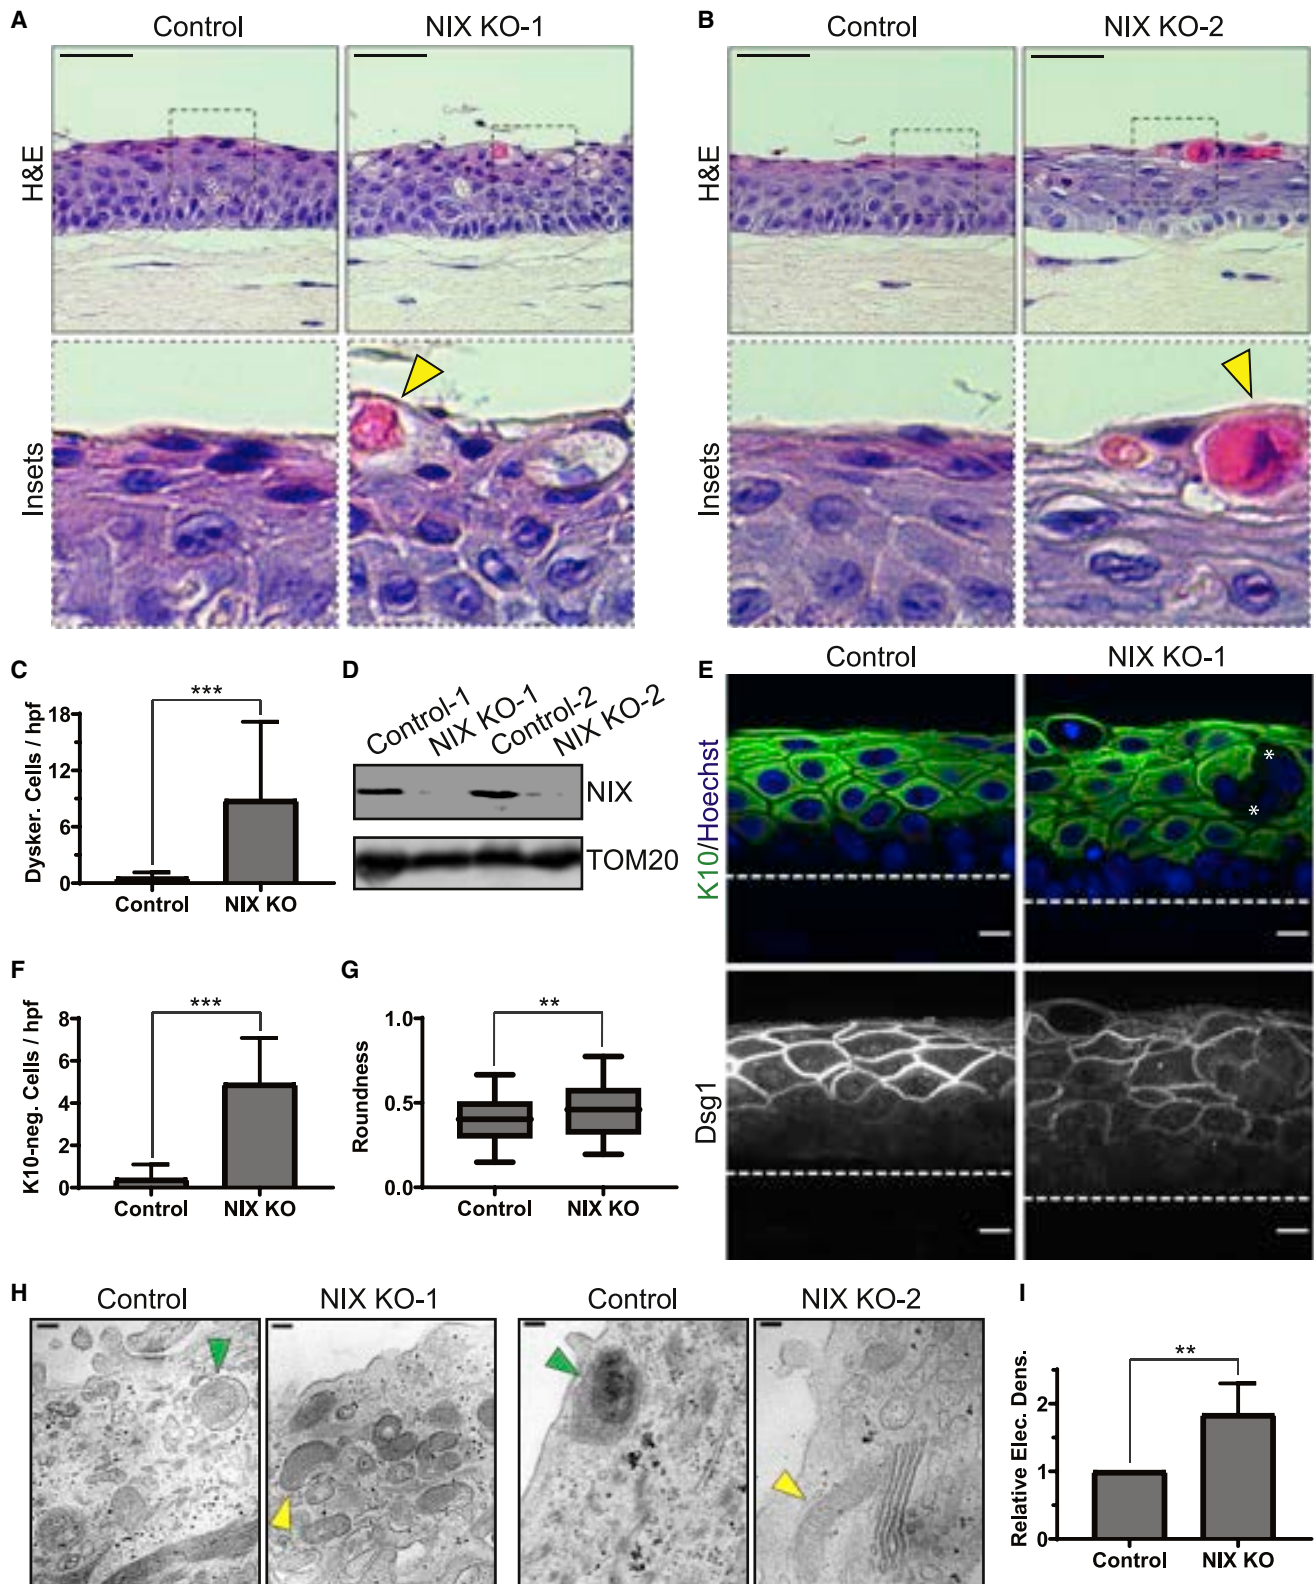 A
Control
NIX KO-1
H&E
Insets
B
Control
NIX KO-2
H&E
Insets
C
***
Dysker. Cells / hpf
18
12
6
0
Control
NIX KO
D
Control-1
NIX KO-1
Control-2
NIX KO-2
NIX
TOM20
E
Control
NIX KO-1
K10/Hoechst
*
*
Dsg1
F
***
K10-neg. Cells / hpf
8
6
4
2
0
Control
NIX KO
G
**
Roundness
1.0
0.5
0.0
Control
NIX KO
H
Control
NIX KO-1
Control
NIX KO-2
I
**
Relative Elec. Dens.
2
1
0
Control
NIX KO